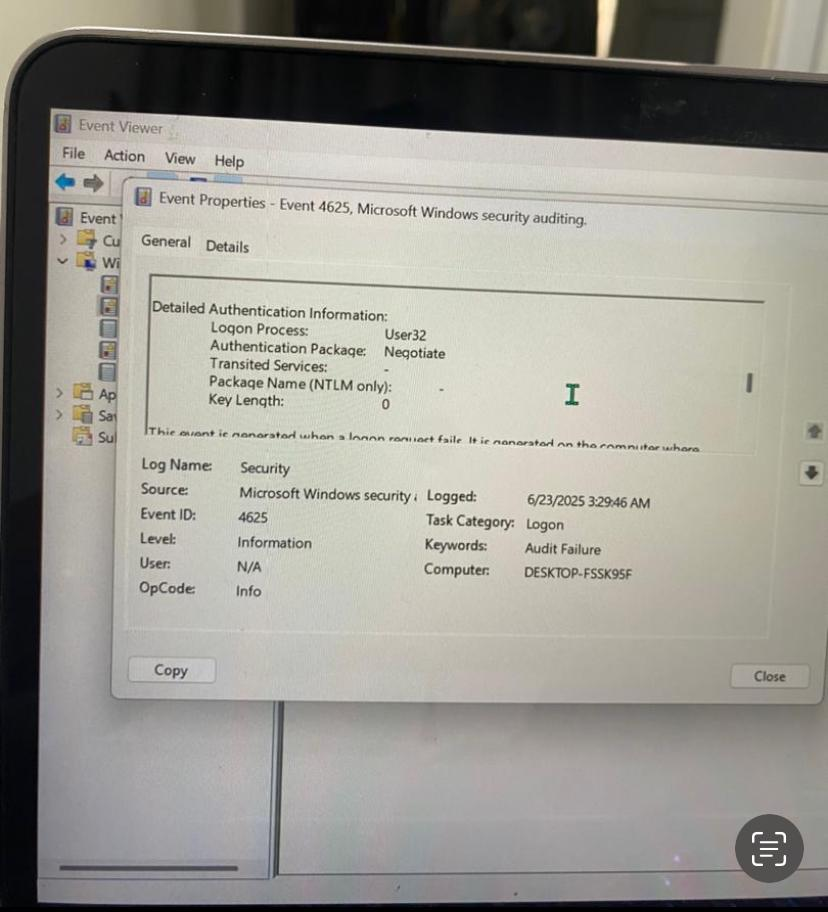 Event Viewer
File Action View Help
Event Properties - Event 4625, Microsoft Windows security auditing.
Event
Cu
Wi
Ap
Sa
Su
General Details
Detailed Authentication Information:
Logon Process: User32
Authentication Package: Negotiate
Transited Services: -
Package Name (NTLM only): -
Key Length: 0
This event is generated when a logon request fails. It is generated on the computer where
Log Name: Security
Source: Microsoft Windows security Logged: 6/23/2025 3:29:46 AM
Event ID: 4625 Task Category: Logon
Level: Information Keywords: Audit Failure
User: N/A Computer: DESKTOP-FSSK95F
OpCode: Info
Copy Close